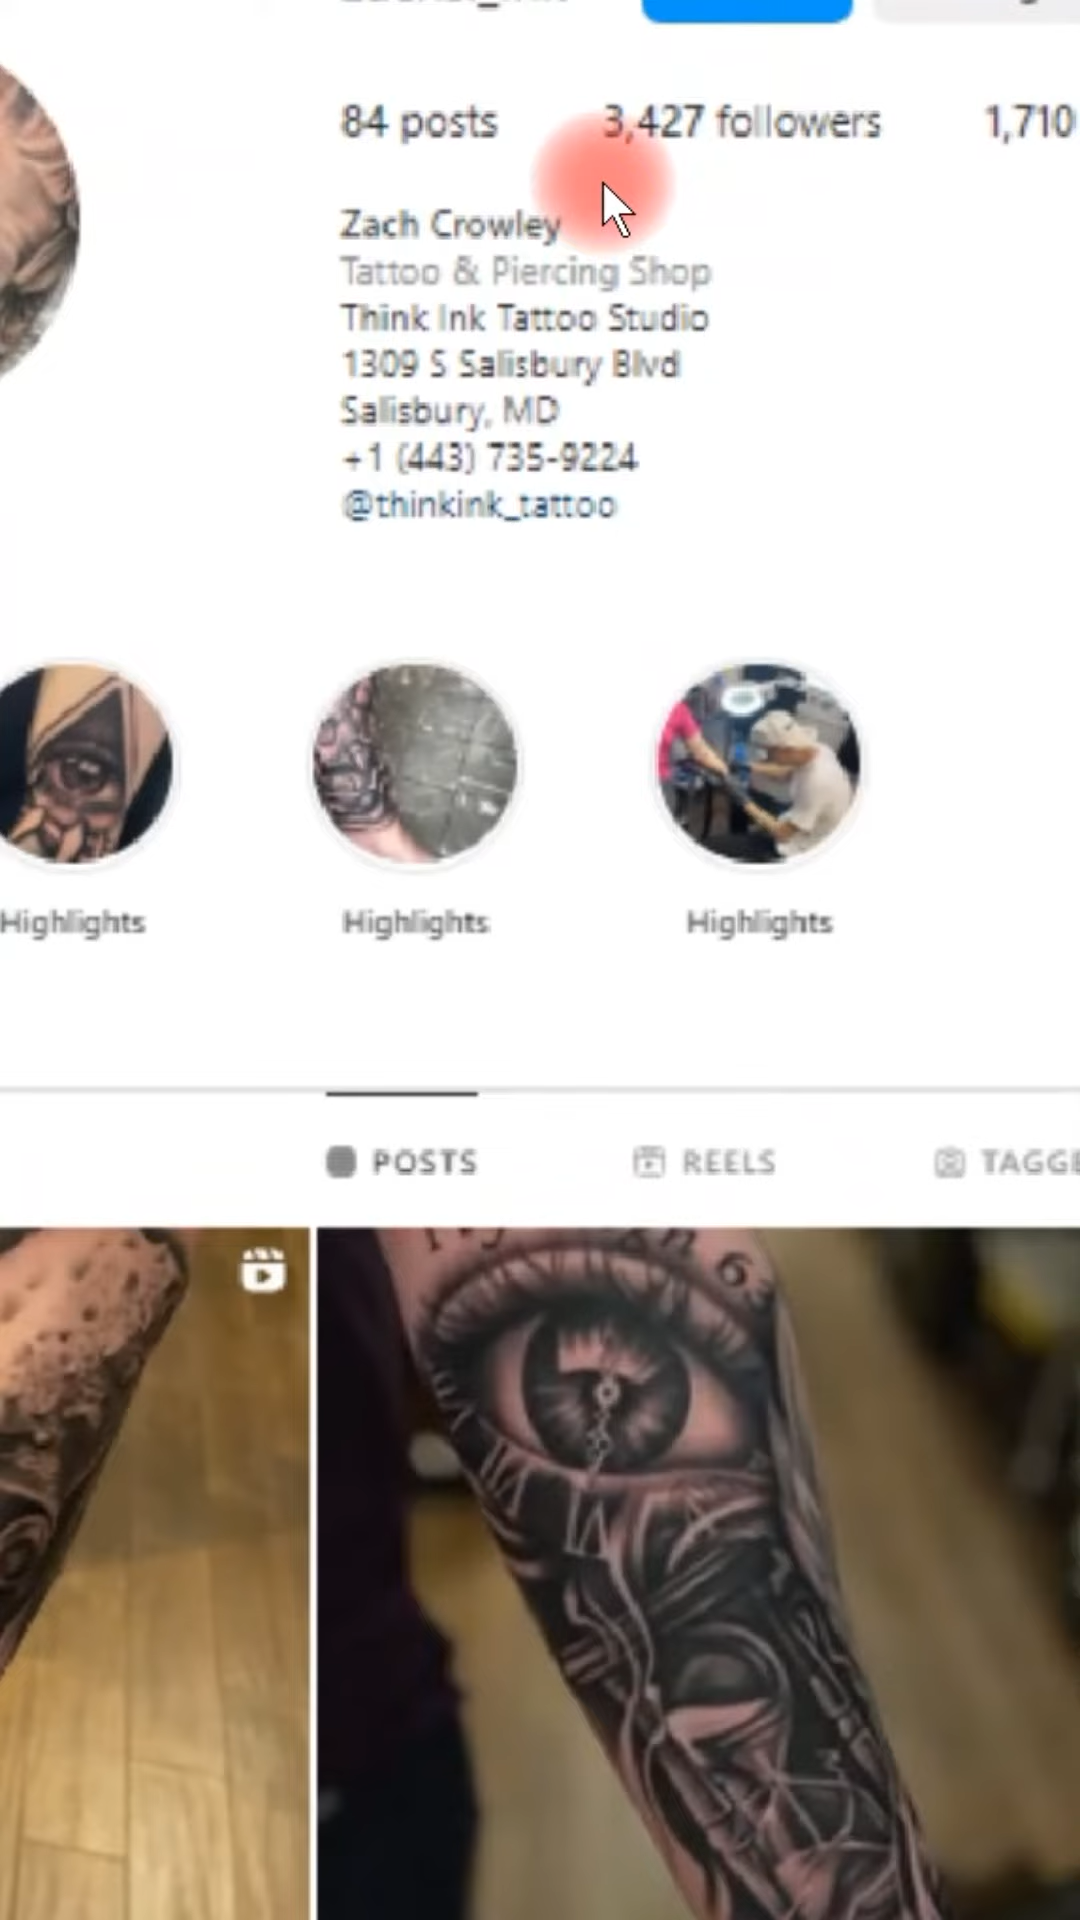 84 posts 3,427 followers 1,710
Zach Crowley
Tattoo & Piercing Shop
Think Ink Tattoo Studio
1309 S Salisbury Blvd
Salisbury, MD
+1 (443) 735-9224
@thinkink_tattoo
Highlights Highlights Highlights
POSTS REELS TAGGE